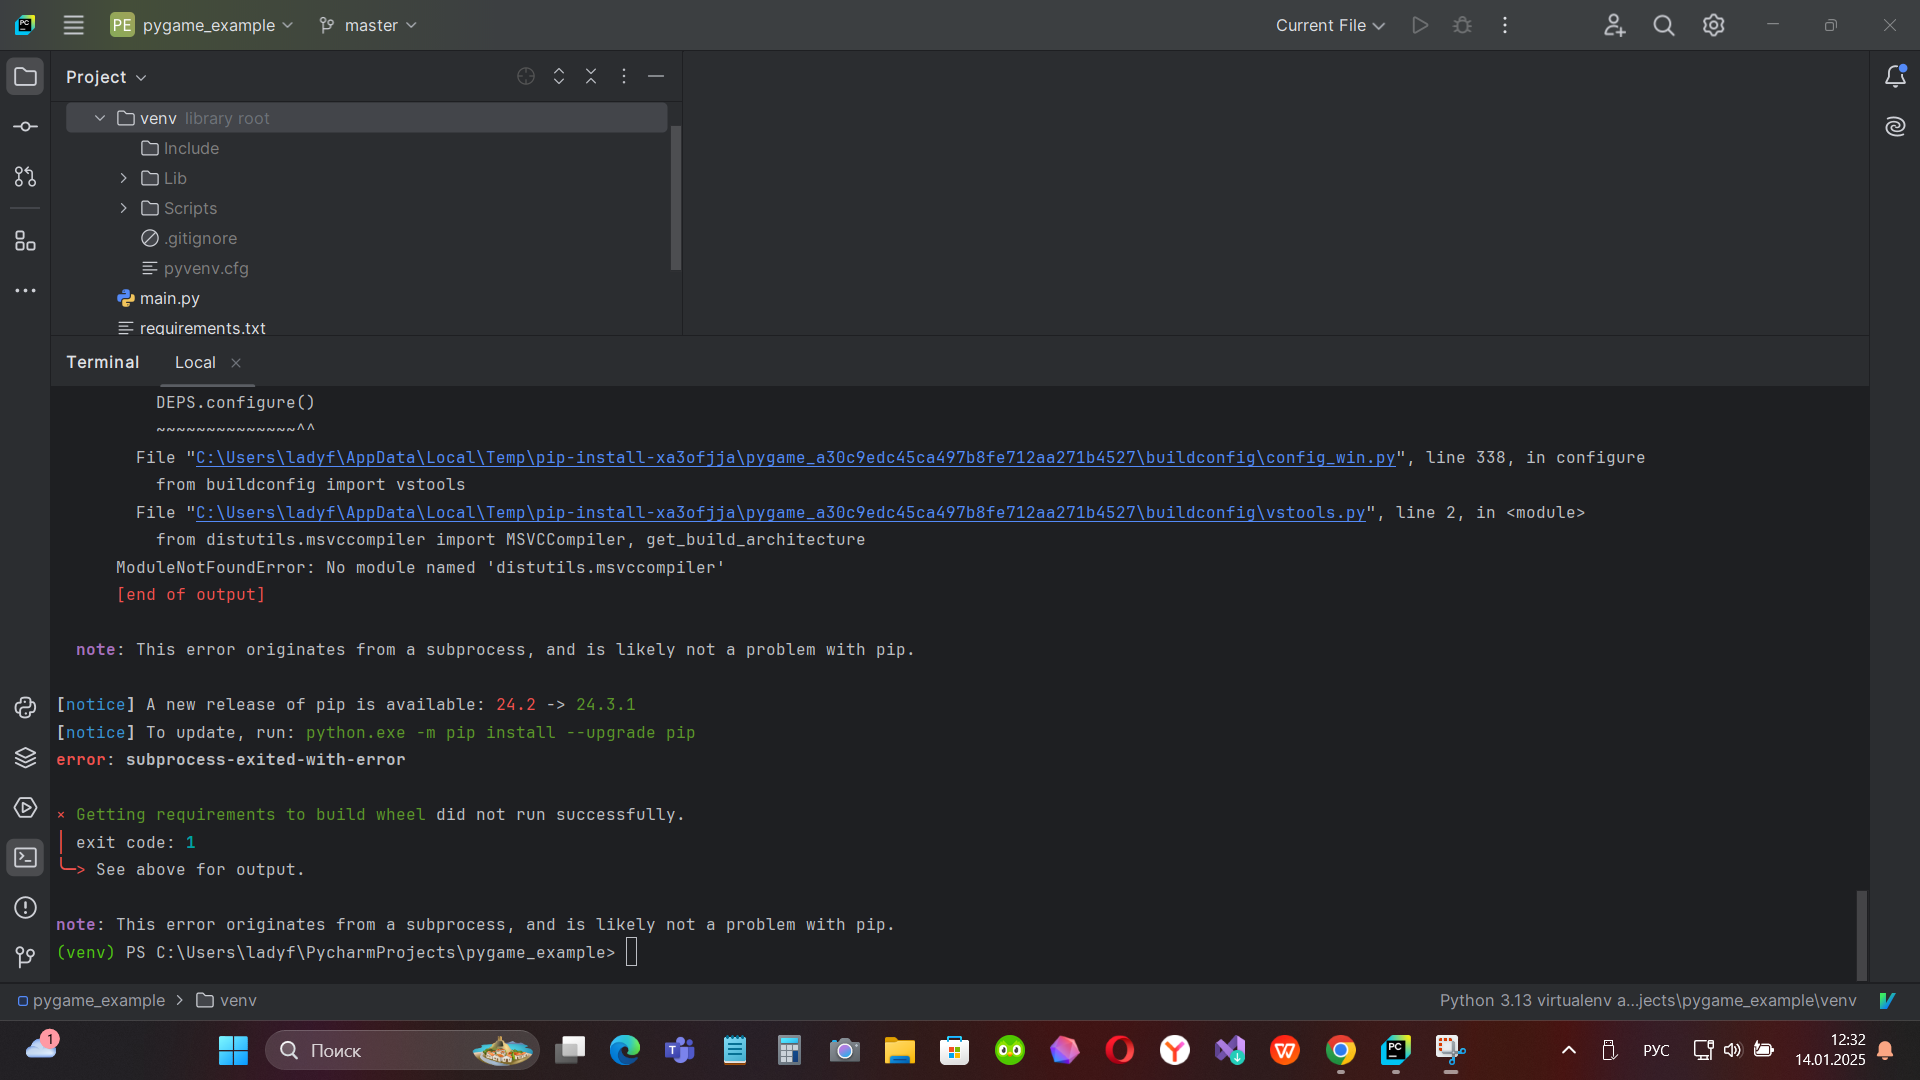 PE pygame_example master Current File
Project
venv library root
Include
Lib
Scripts
.gitignore
pyvenv.cfg
main.py
requirements.txt
Terminal Local
DEPS.configure()
~~~~~~~~~~~~~~^^
File "C:\Users\ladyf\AppData\Local\Temp\pip-install-xa3ofjja\pygame_a30c9edc45ca497b8fe712aa271b4527\buildconfig\config_win.py", line 338, in configure
from buildconfig import vstools
File "C:\Users\ladyf\AppData\Local\Temp\pip-install-xa3ofjja\pygame_a30c9edc45ca497b8fe712aa271b4527\buildconfig\vstools.py", line 2, in <module>
from distutils.msvccompiler import MSVCCompiler, get_build_architecture
ModuleNotFoundError: No module named 'distutils.msvccompiler'
[end of output]
note: This error originates from a subprocess, and is likely not a problem with pip.
[notice] A new release of pip is available: 24.2 -> 24.3.1
[notice] To update, run: python.exe -m pip install --upgrade pip
error: subprocess-exited-with-error
× Getting requirements to build wheel did not run successfully.
│ exit code: 1
╰─> See above for output.
note: This error originates from a subprocess, and is likely not a problem with pip.
(venv) PS C:\Users\ladyf\PycharmProjects\pygame_example>
pygame_example > venv Python 3.13 virtualenv a...jects\pygame_example\venv
1 Поиск РУС 12:32
14.01.2025